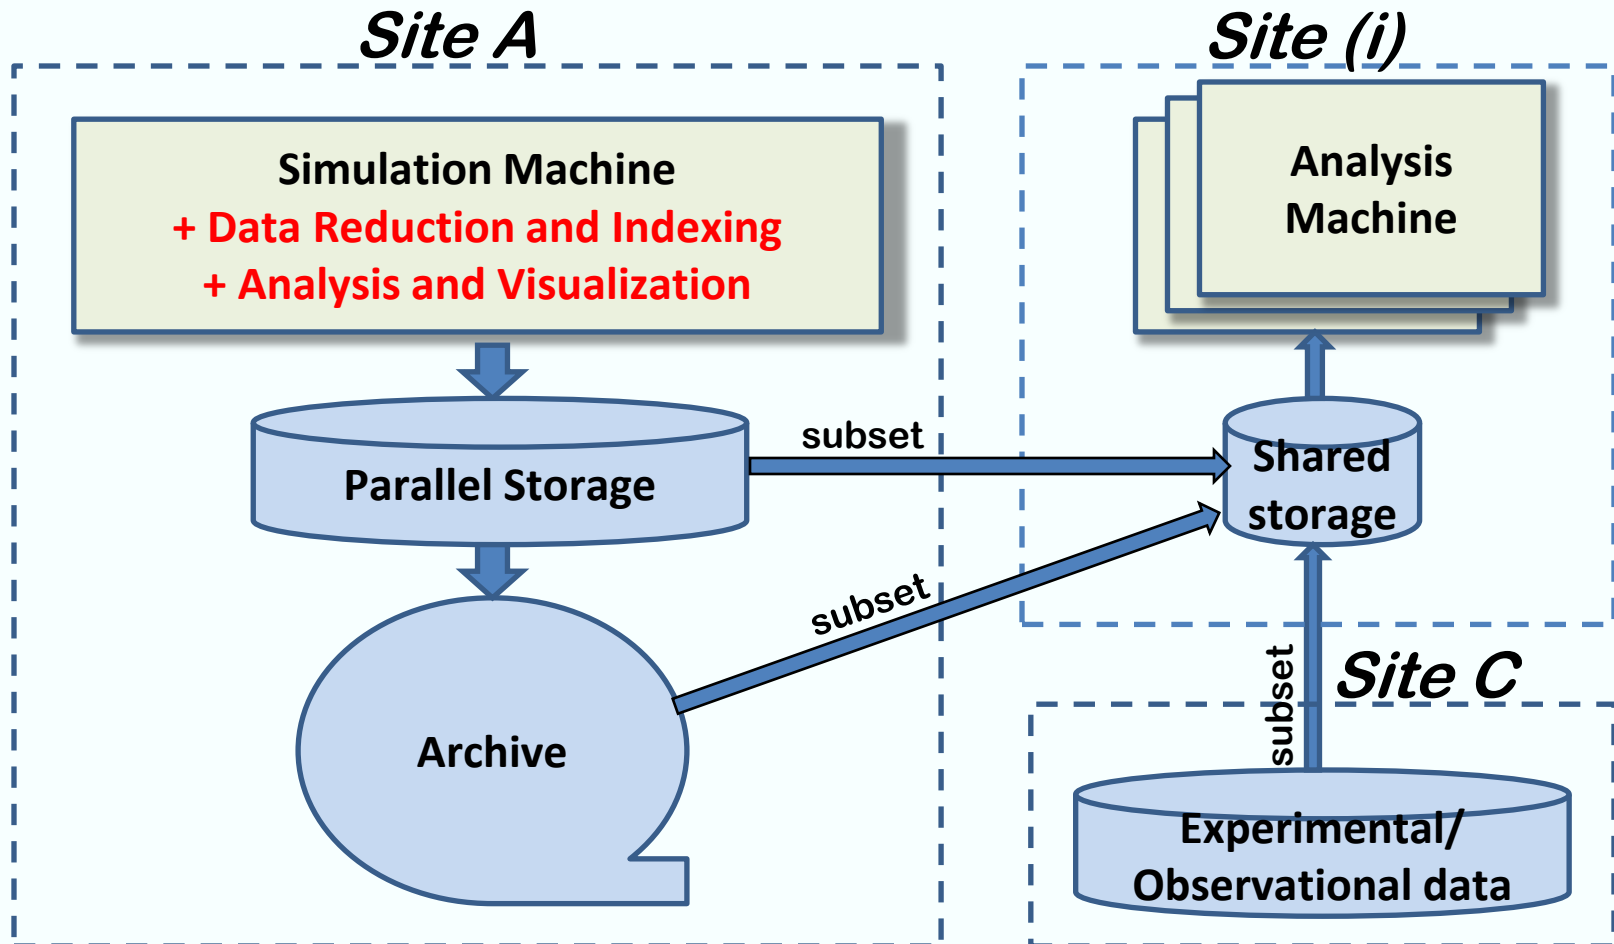 Site A
Simulation Machine
+ Data Reduction and Indexing
+ Analysis and Visualization
Parallel Storage
Archive
subset
subset
Site (i)
Analysis
Machine
Shared
storage
subset
Site C
Experimental/
Observational data